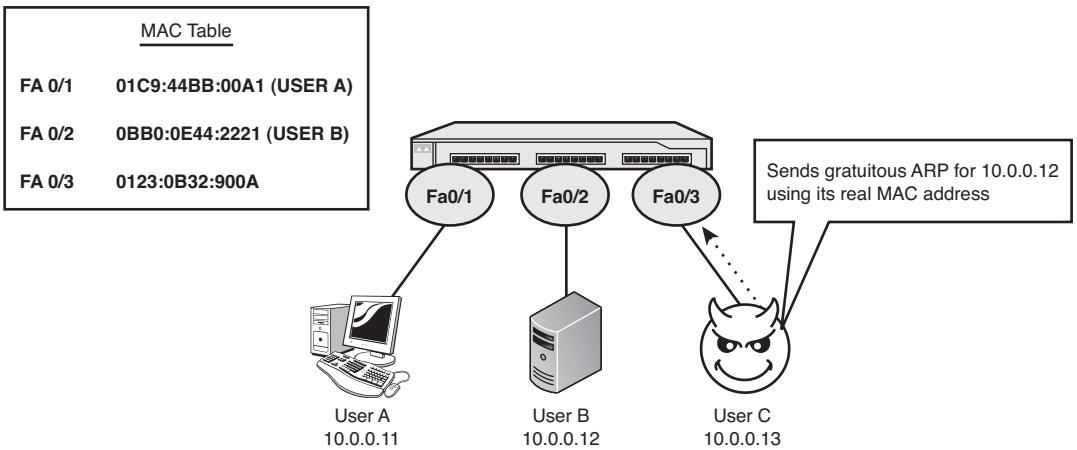 MAC Table
FA 0/1 01C9:44BB:00A1 (USER A)
FA 0/2 0BB0:0E44:2221 (USER B)
FA 0/3 0123:0B32:900A
Fa0/1
Fa0/2
Fa0/3
Sends gratuitous ARP for 10.0.0.12
using its real MAC address
User A
10.0.0.11
User B
10.0.0.12
User C
10.0.0.13